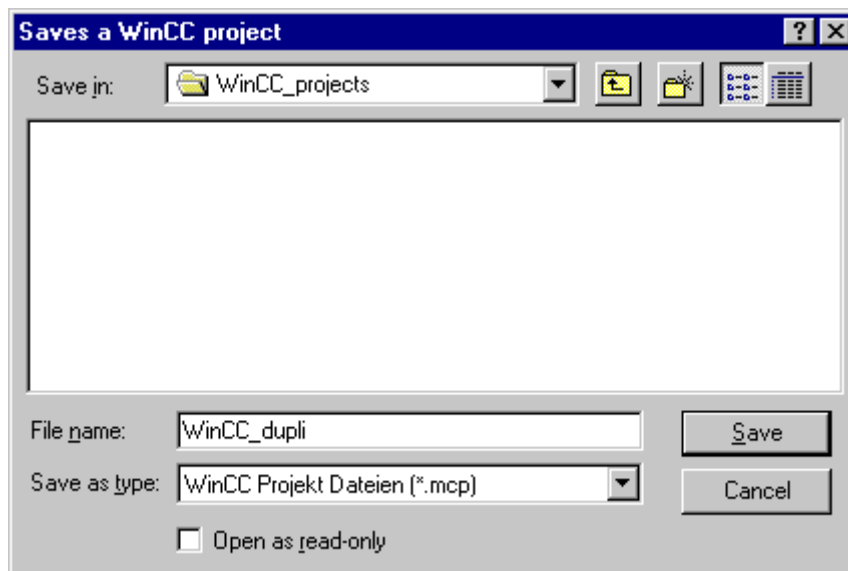 Saves a WinCC project
Save in: WinCC_projects
File name: WinCC_dupli Save
Save as type: WinCC Projekt Dateien (*.mcp) Cancel
Open as read-only